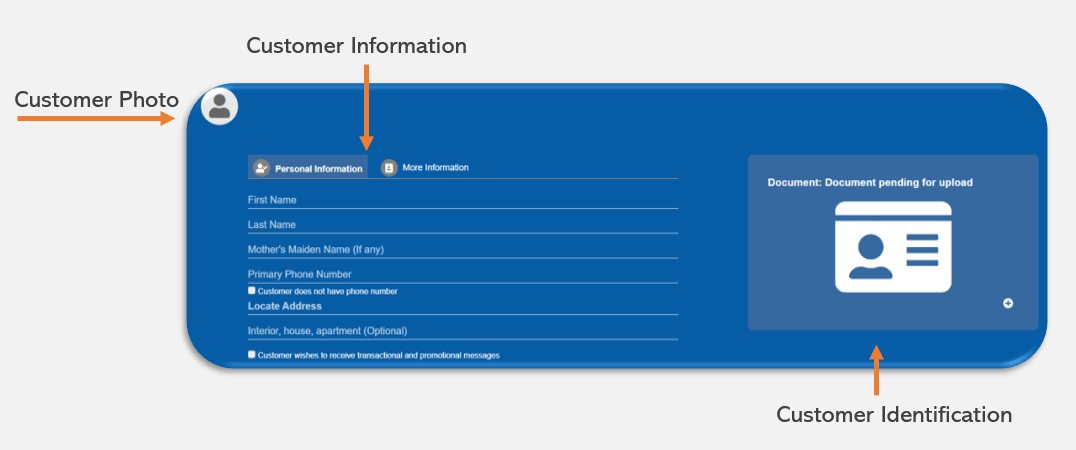 Customer Information
Customer Photo
Personal Information
More Information
First Name
Last Name
Mother's Maiden Name (If any)
Primary Phone Number
Customer does not have phone number
Locate Address
Interior, house, apartment (Optional)
Customer wishes to receive transactional and promotional messages
Document: Document pending for upload
Customer Identification